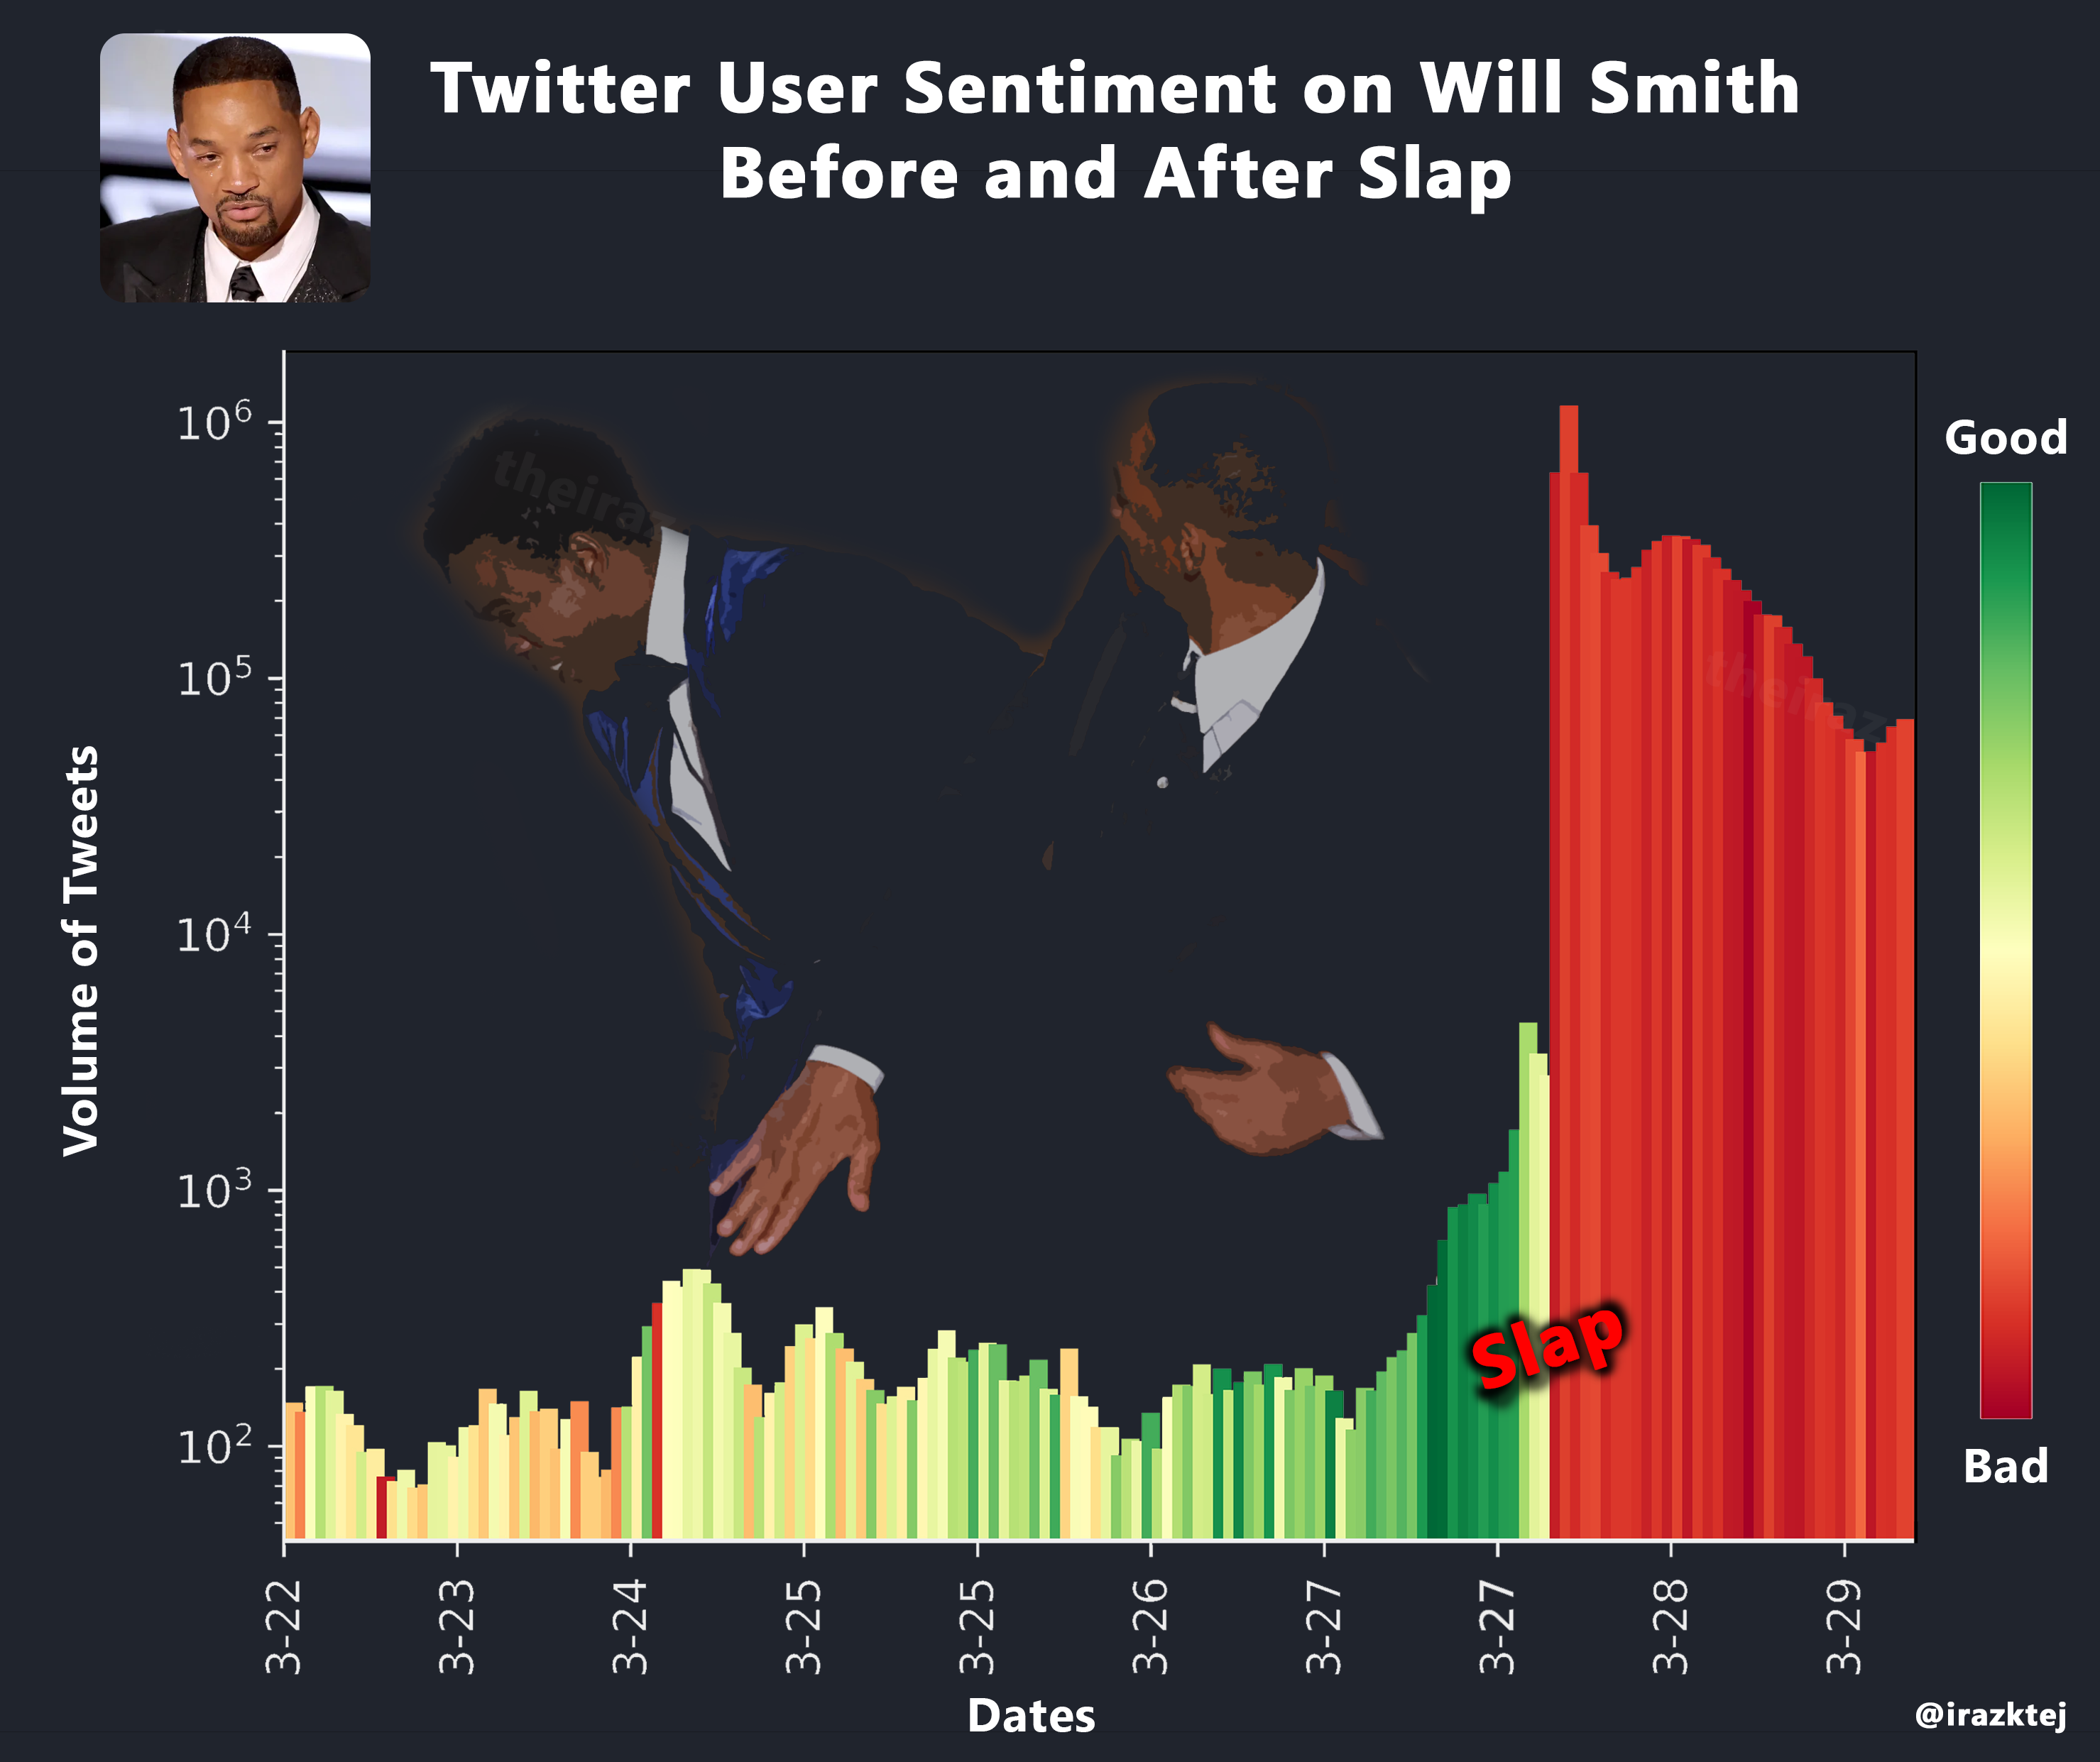 Twitter User Sentiment on Will Smith
Before and After Slap
Volume of Tweets
10⁶
10⁵
10⁴
10³
10²
theiraz
theiraz
Slap
Good
Bad
3-22
3-23
3-24
3-25
3-25
3-26
3-27
3-27
3-28
3-29
Dates
@irazktej